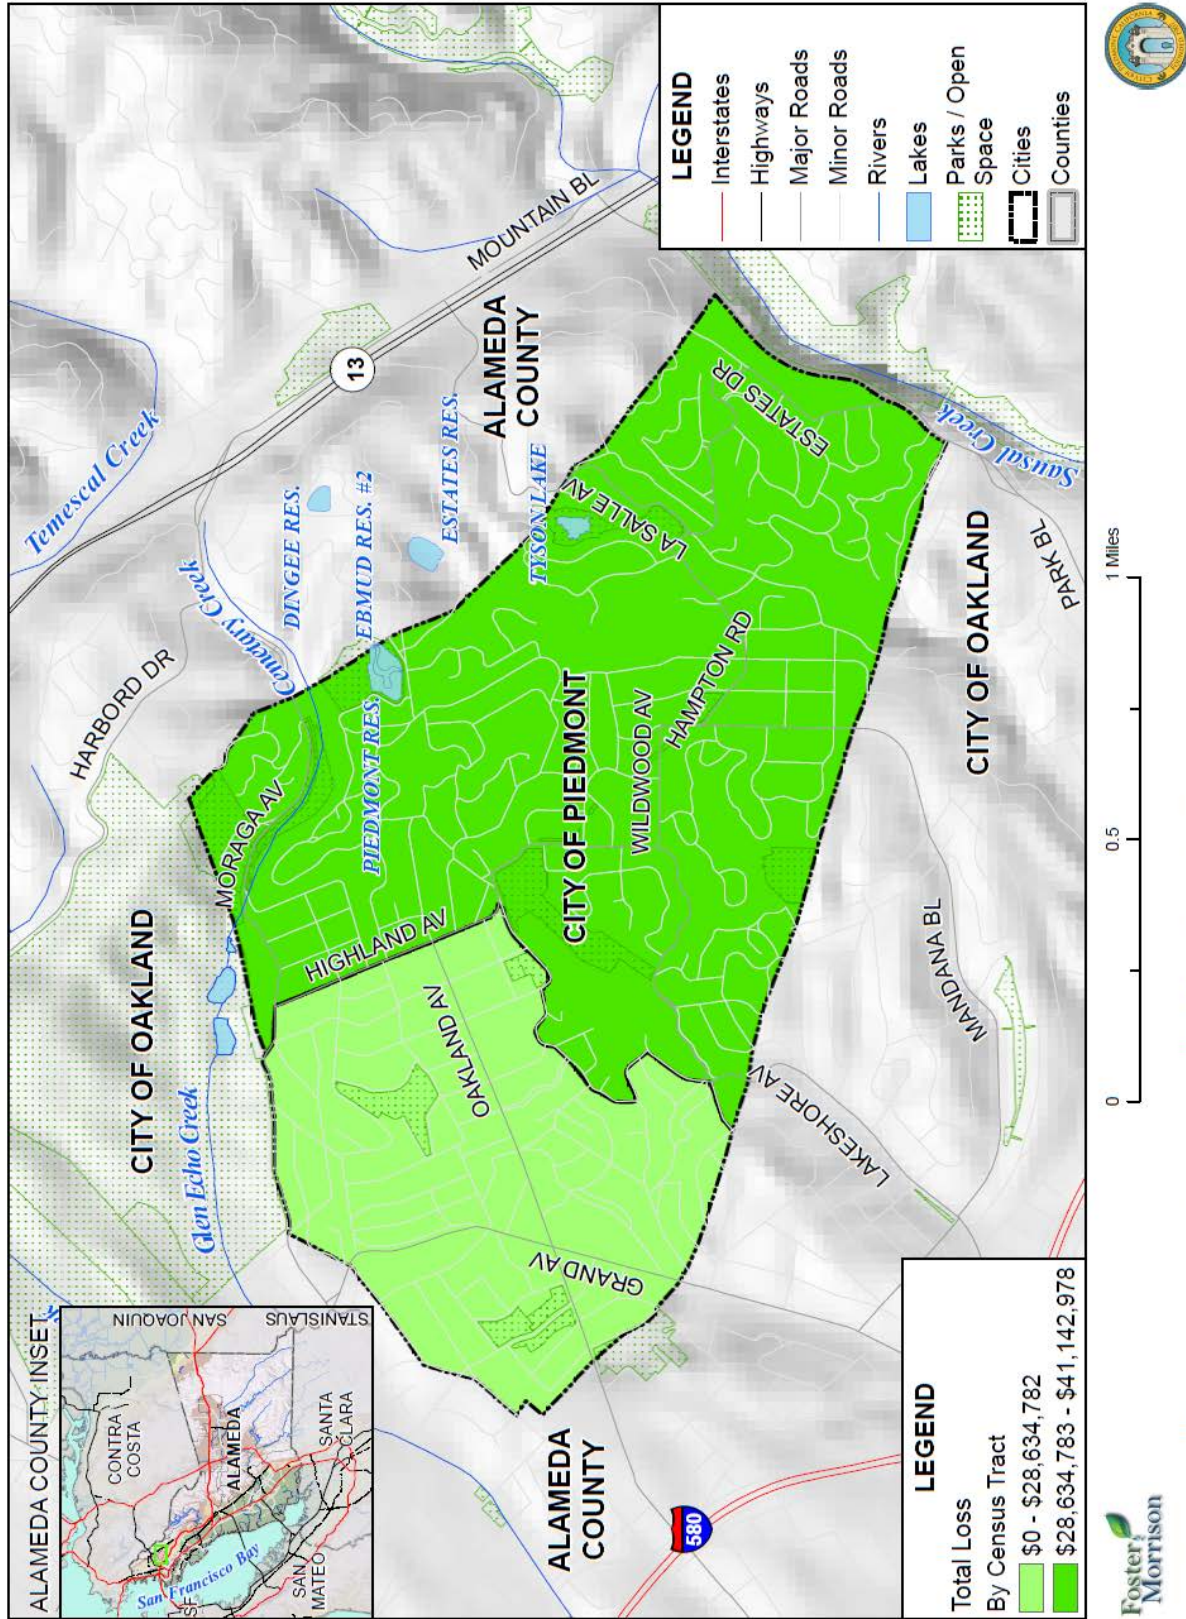 ALAMEDA COUNTY INSET
CONTRA
COSTA
SAN JOAQUIN
STANISLAUS
ALAMEDA
SANTA
CLARA
SAN
MATEO
SF
San Francisco Bay
CITY OF OAKLAND
Glen Echo Creek
HARBORD DR
Temescal Creek
Cemetary Creek
MORAGA AV
DINGEE RES.
EBMUD RES. #2
PIEDMONT RES.
ESTATES RES.
TYSON LAKE
13
MOUNTAIN BL
ALAMEDA
COUNTY
HIGHLAND AV
OAKLAND AV
GRAND AV
CITY OF PIEDMONT
WILDWOOD AV
HAMPTON RD
LA SALLE AV
ESTATES DR
Sausal Creek
ALAMEDA
COUNTY
580
LAKESHORE AV
MANDANA BL
CITY OF OAKLAND
PARK BL
LEGEND
Interstates
Highways
Major Roads
Minor Roads
Rivers
Lakes
Parks / Open
Space
Cities
Counties
LEGEND
Total Loss
By Census Tract
$0 - $28,634,782
$28,634,783 - $41,142,978
0
0.5
1 Miles
Foster
Morrison